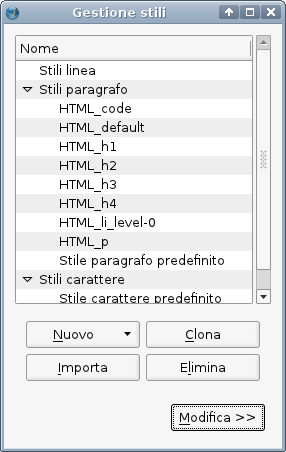 Gestione stili
Nome
Stili linea
Stili paragrafo
HTML_code
HTML_default
HTML_h1
HTML_h2
HTML_h3
HTML_h4
HTML_li_level-0
HTML_p
Stile paragrafo predefinito
Stili carattere
Stile carattere predefinito
Nuovo Clona
Importa Elimina
Modifica >>